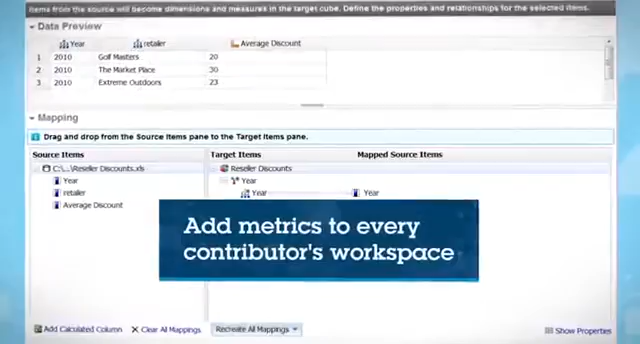 Items from the source will become dimensions and measures in the target cube. Define the properties and relationships for the selected items.
Data Preview
Year retailer Average Discount
1 2010 Golf Masters 20
2 2010 The Market Place 30
3 2010 Extreme Outdoors 23
Mapping
Drag and drop from the Source Items pane to the Target Items pane.
Source Items Target Items Mapped Source Items
C:\...\Reseller Discounts.xls Reseller Discounts
Year Year
retailer Year Year
Average Discount
Add metrics to every
contributor's workspace
Add Calculated Column Clear All Mappings Recreate All Mappings Show Properties